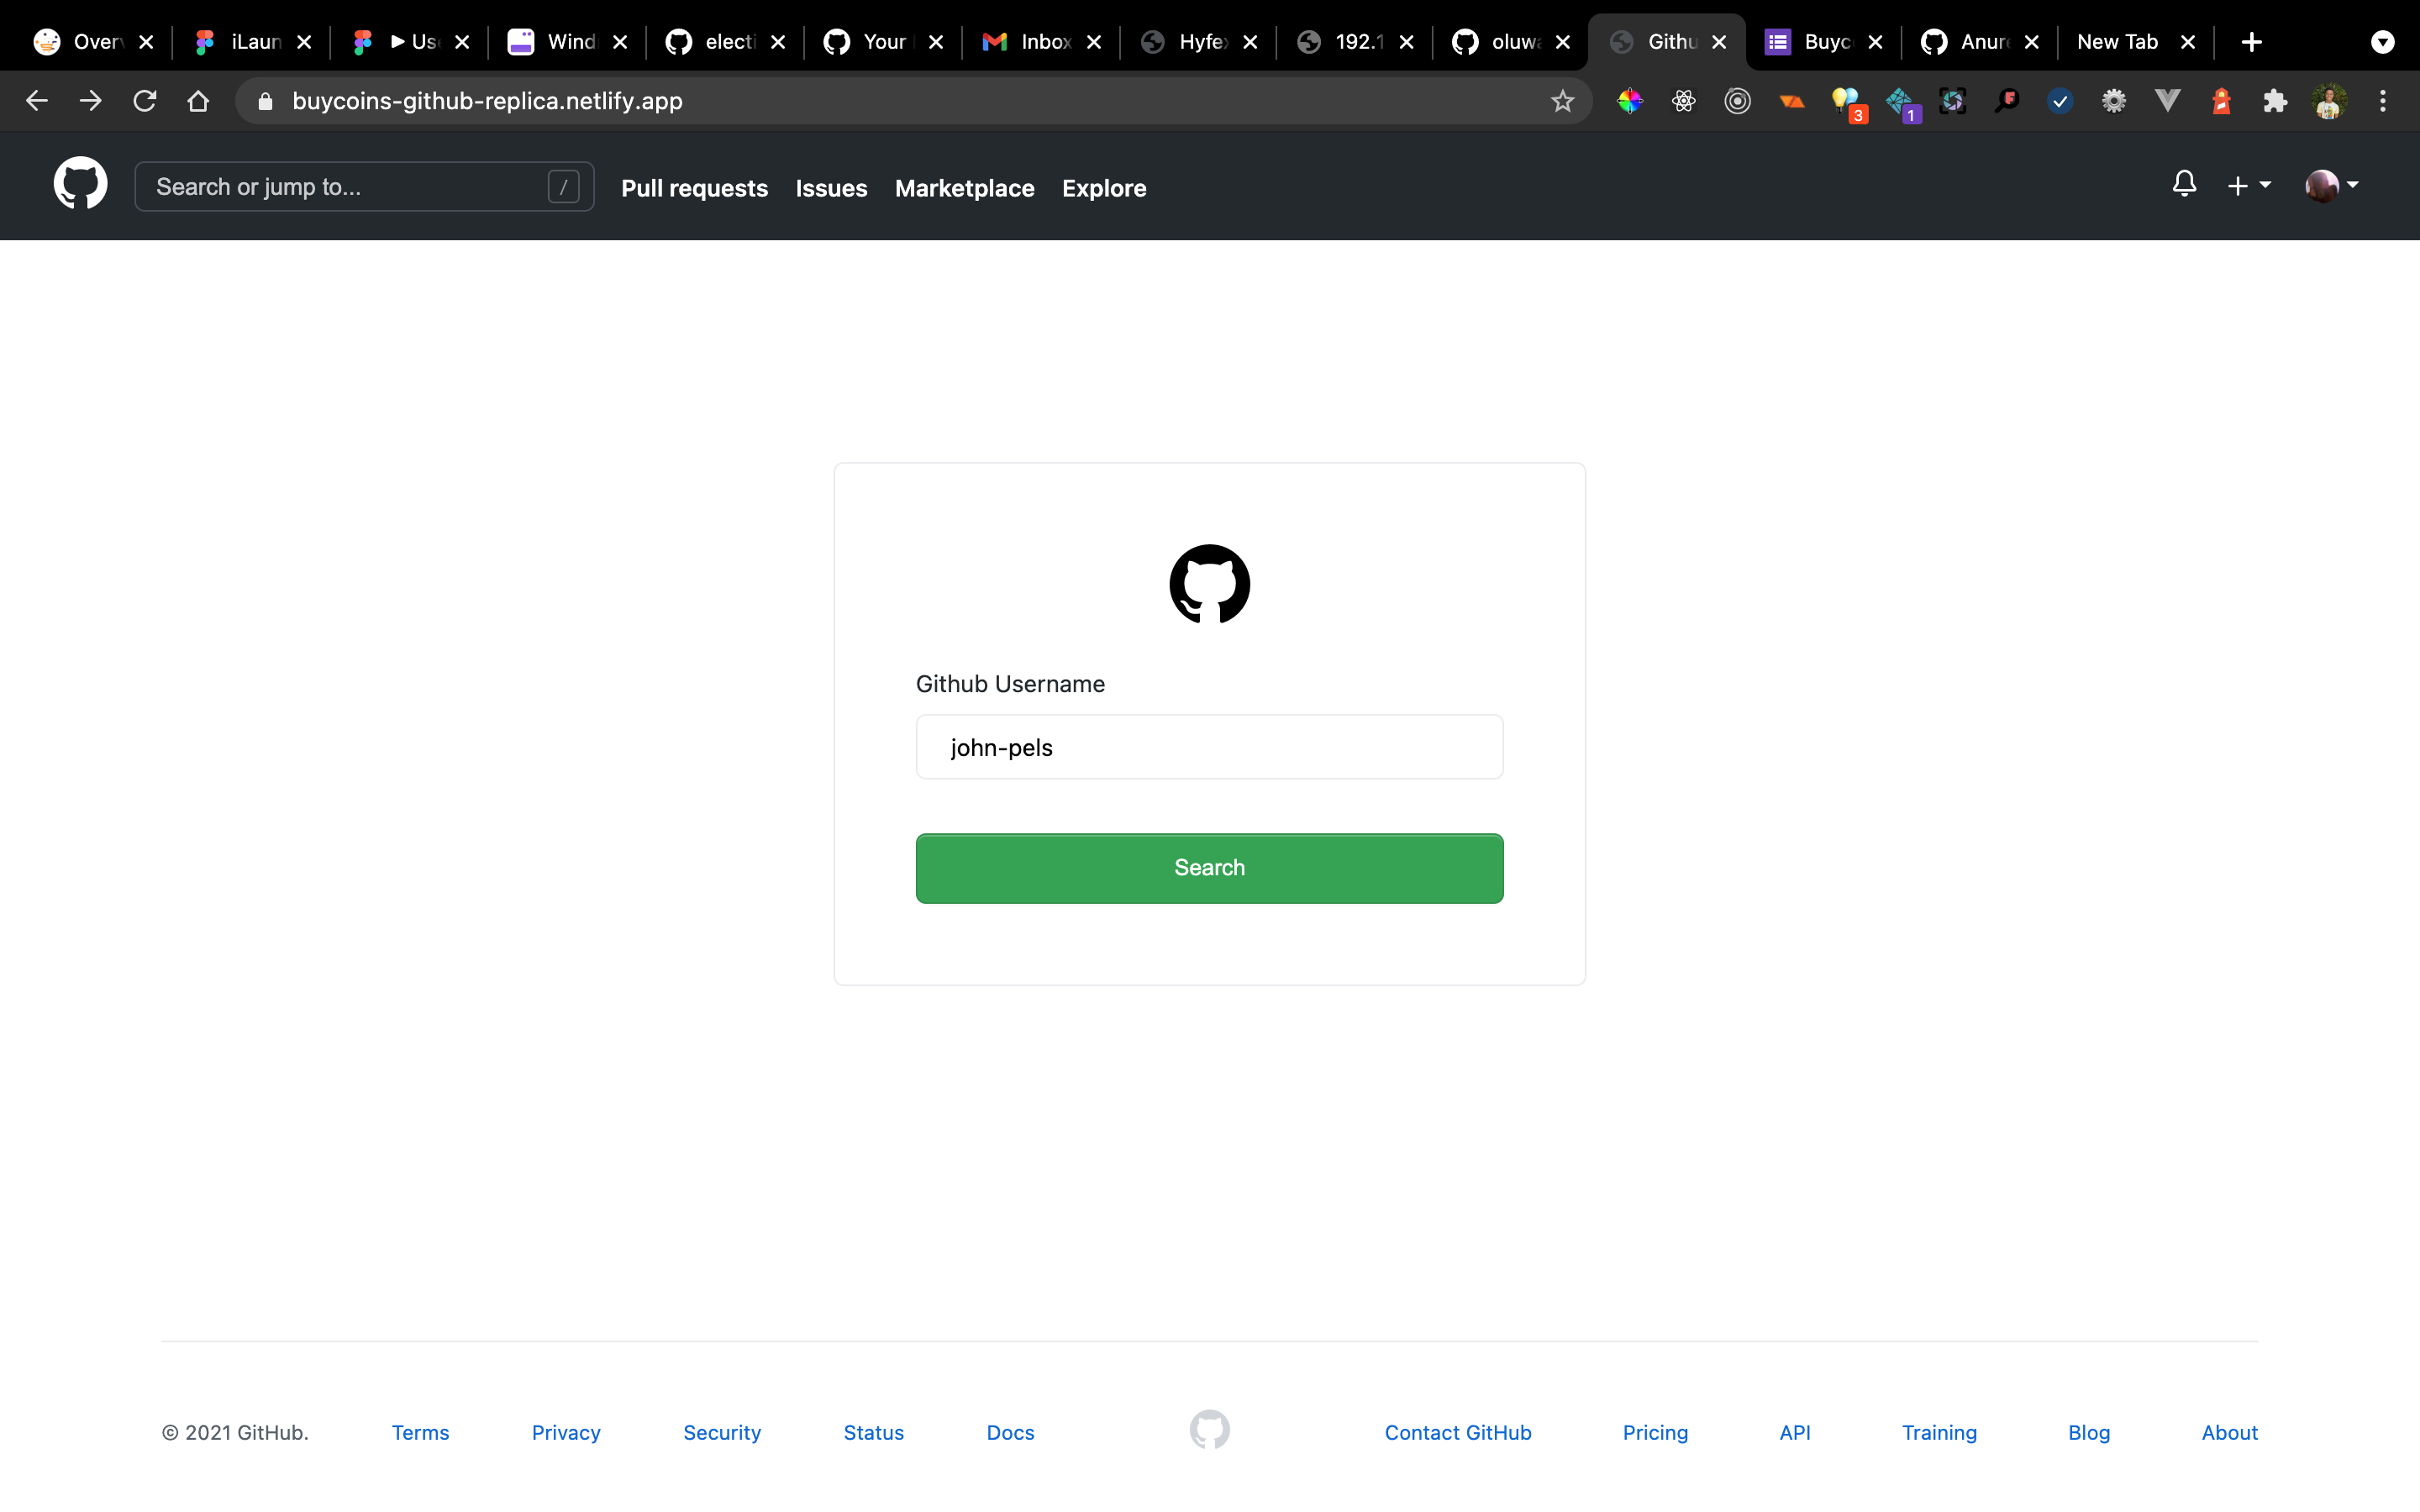 Over iLaun ▶ Us Wind electi Your Inbox Hyfe 192.1 oluwa Githu Buyc Anure New Tab
buycoins-github-replica.netlify.app 3 1
Search or jump to... / Pull requests Issues Marketplace Explore
Github Username
john-pels
Search
© 2021 GitHub. Terms Privacy Security Status Docs Contact GitHub Pricing API Training Blog About